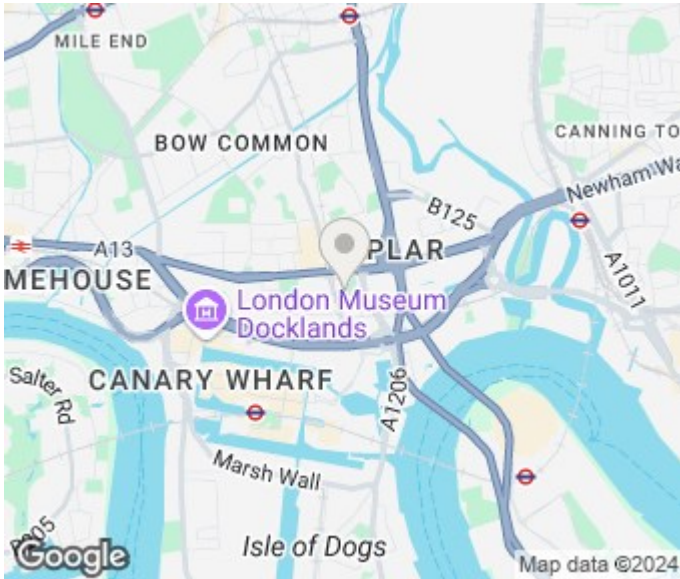 MILE END
BOW COMMON
CANNING TO
Newham Wa
B125
A13
PLAR
A1011
MEHOUSE
London Museum
Docklands
CANARY WHARF
A1206
Salter Rd
Marsh Wall
Isle of Dogs
Google
Map data ©2024